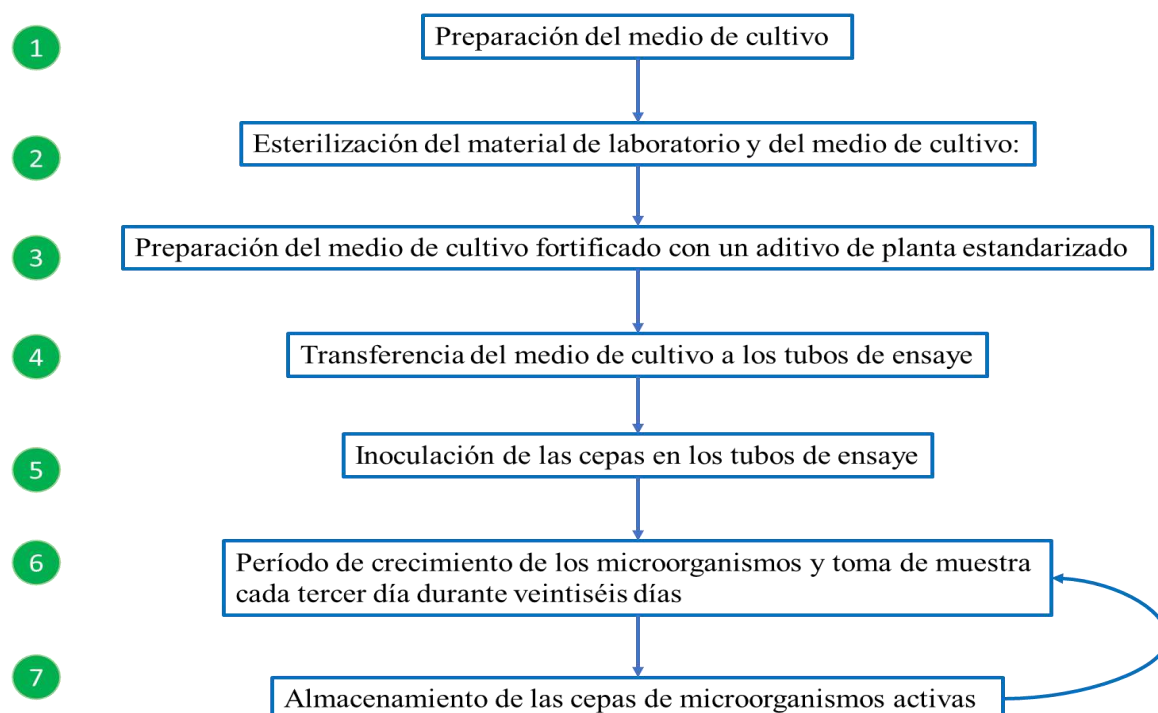 1
Preparación del medio de cultivo
2
Esterilización del material de laboratorio y del medio de cultivo:
3
Preparación del medio de cultivo fortificado con un aditivo de planta estandarizado
4
Transferencia del medio de cultivo a los tubos de ensaye
5
Inoculación de las cepas en los tubos de ensaye
6
Período de crecimiento de los microorganismos y toma de muestra
cada tercer día durante veintiséis días
7
Almacenamiento de las cepas de microorganismos activas